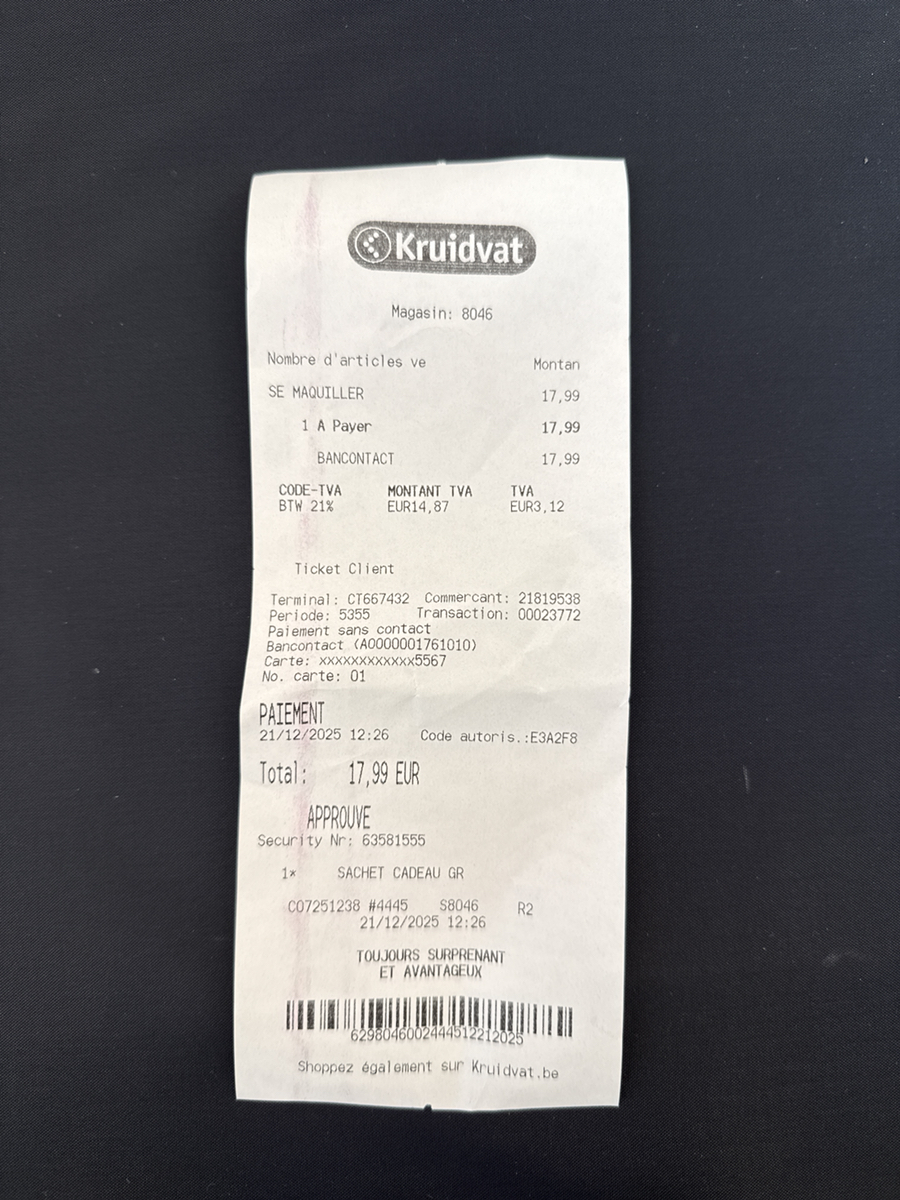 Kruidvat
Magasin: 8046
Nombre d'articles ve Montan
SE MAQUILLER 17,99
1 A Payer 17,99
BANCONTACT 17,99
CODE-TVA MONTANT TVA TVA
BTW 21% EUR14,87 EUR3,12
Ticket Client
Terminal: CT667432 Commercant: 21819538
Periode: 5355 Transaction: 00023772
Paiement sans contact
Bancontact (A0000001761010)
Carte: xxxxxxxxxxxx5567
No. carte: 01
PAIEMENT
21/12/2025 12:26 Code autoris.:E3A2F8
Total: 17,99 EUR
APPROUVE
Security Nr: 63581555
1* SACHET CADEAU GR
C07251238 #4445 S8046 R2
21/12/2025 12:26
TOUJOURS SURPRENANT
ET AVANTAGEUX
6298046002444512212025
Shoppez également sur Kruidvat.be